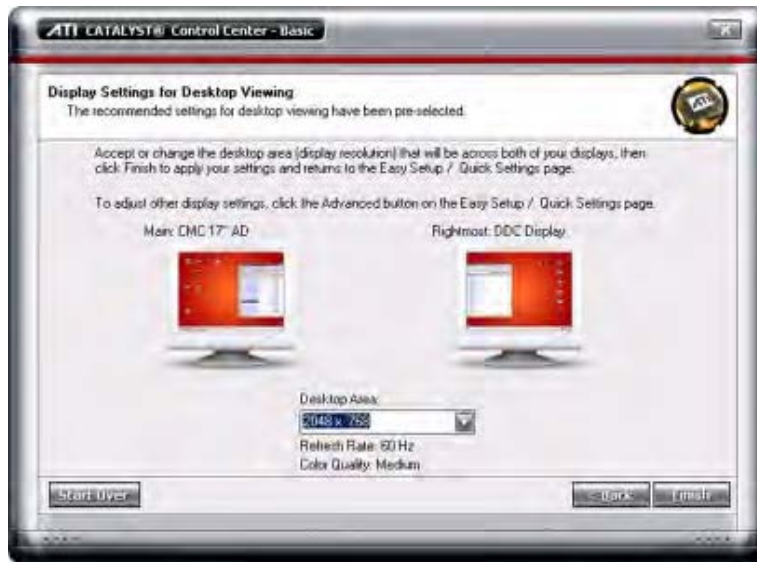 ATI CATALYST® Control Center - Basic
Display Settings for Desktop Viewing
The recommended settings for desktop viewing have been pre-selected.
ATI
Accept or change the desktop area (display resolution) that will be across both of your displays, then
click Finish to apply your settings and returns to the Easy Setup / Quick Settings page.
To adjust other display settings, click the Advanced button on the Easy Setup / Quick Settings page.
Main: CMC 17" AD
Rightmost: DDC Display
Desktop Area:
2048 x 768
Refresh Rate: 60 Hz
Color Quality: Medium
Start Over
< Back
Finish